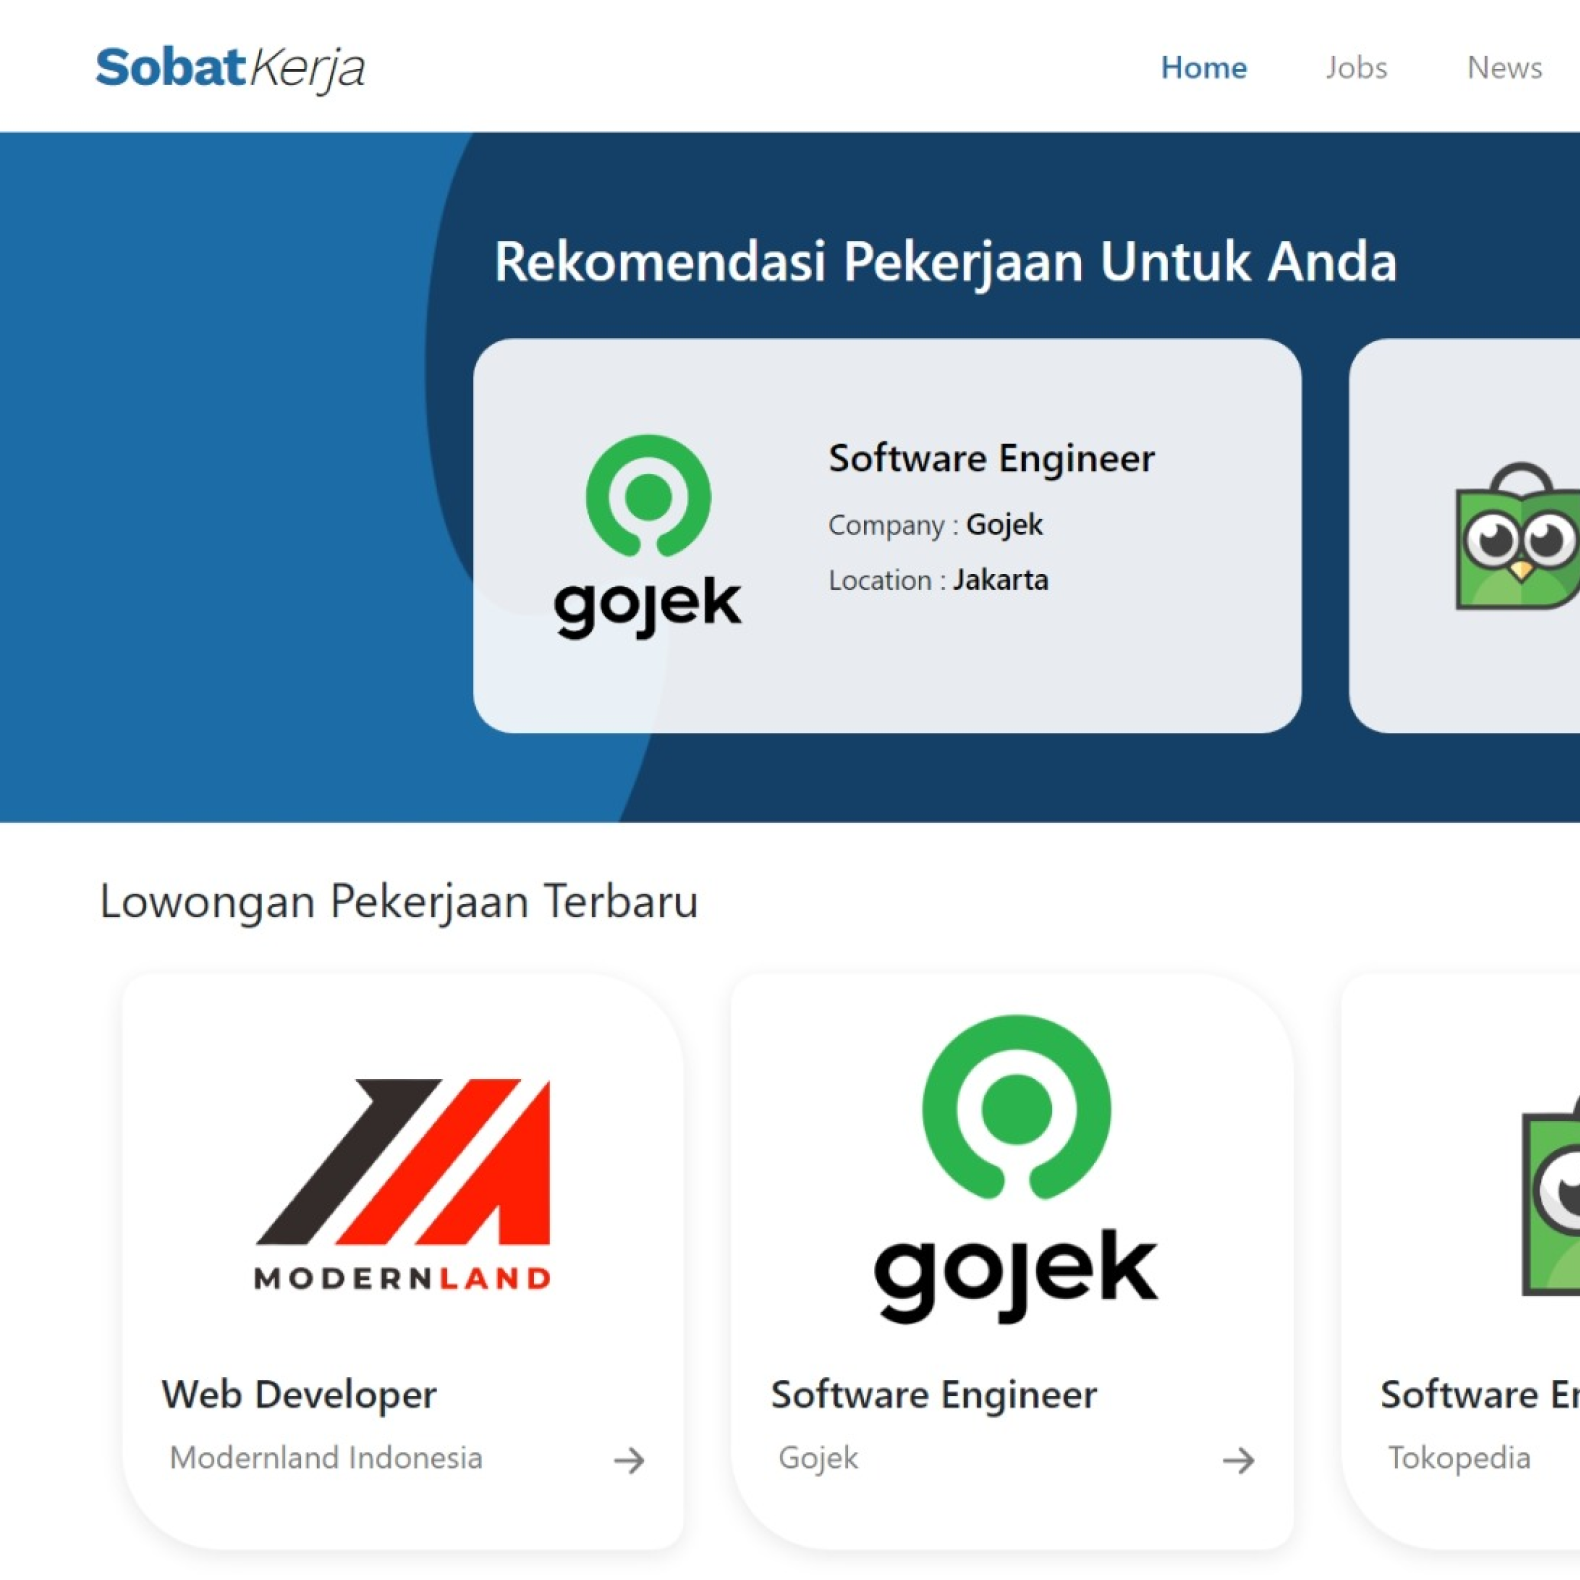 SobatKerja
Home Jobs News
Rekomendasi Pekerjaan Untuk Anda
gojek
Software Engineer
Company : Gojek
Location : Jakarta
Lowongan Pekerjaan Terbaru
MODERNLAND
Web Developer
Modernland Indonesia
gojek
Software Engineer
Gojek
Software
Tokopedia